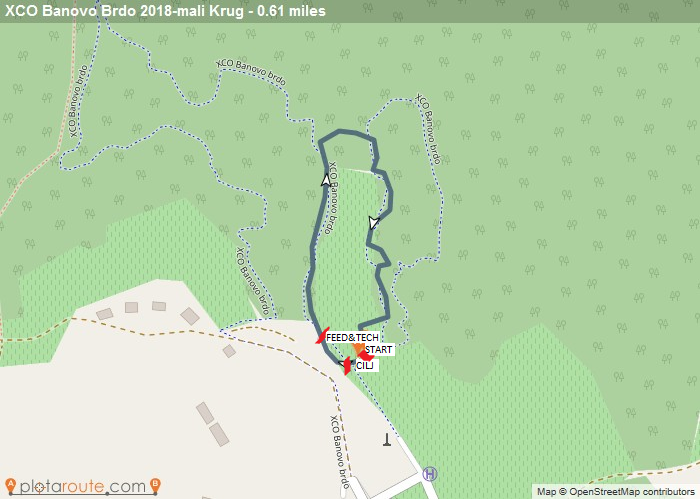 XCO Banovo Brdo 2018-mali Krug - 0.61 miles
XCO Banovo brdo
XCO Banovo brdo
XCO Banovo brdo
XCO Banovo brdo
XCO Banovo brdo
FEED&TECH
START
CILJ
XCO Banovo brdo
H
A plotaroute.com B
Map © OpenStreetMap contributors